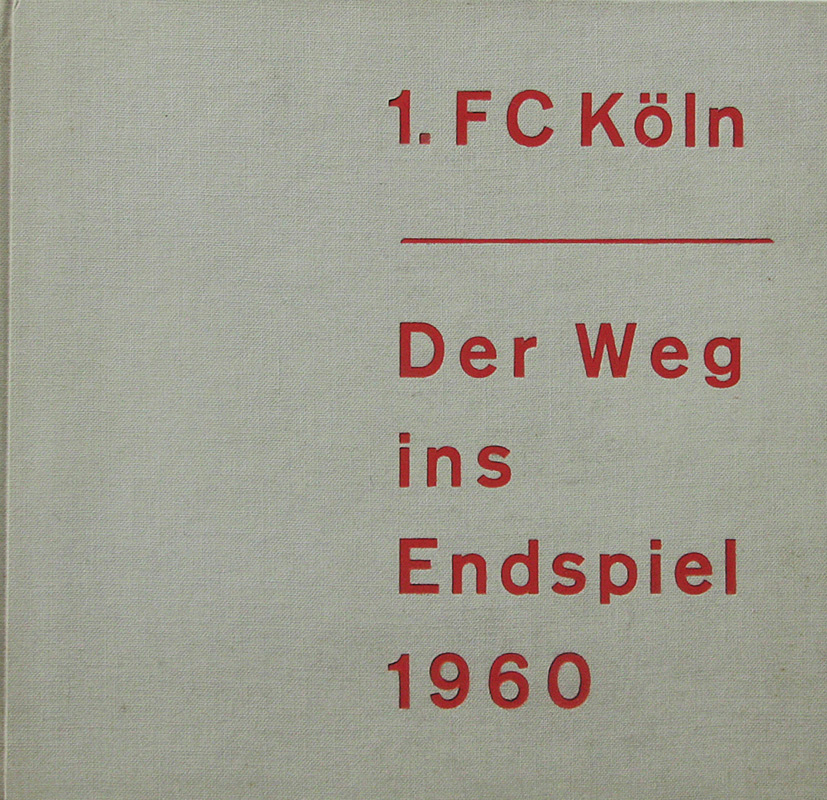 1. FC Köln
Der Weg
ins
Endspiel
1960